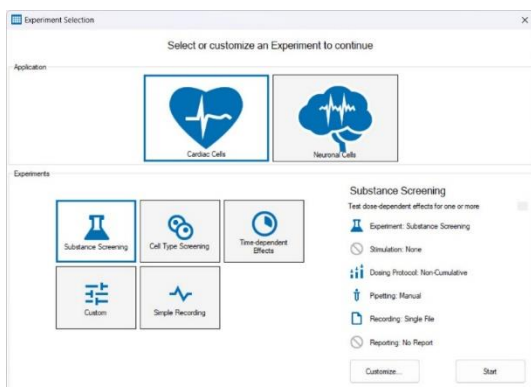 Experiment Selection
Select or customize an Experiment to continue
Application
Cardiac Cells
Neuronal Cells
Experiments
Substance Screening
Cell Type Screening
Time-dependent
Effects
Custom
Simple Recording
Substance Screening
Test dose-dependent effects for one or more
Experiment: Substance Screening
Stimulation: None
Dosing Protocol: Non-Cumulative
Pipetting: Manual
Recording: Single File
Reporting: No Report
Customize...
Start